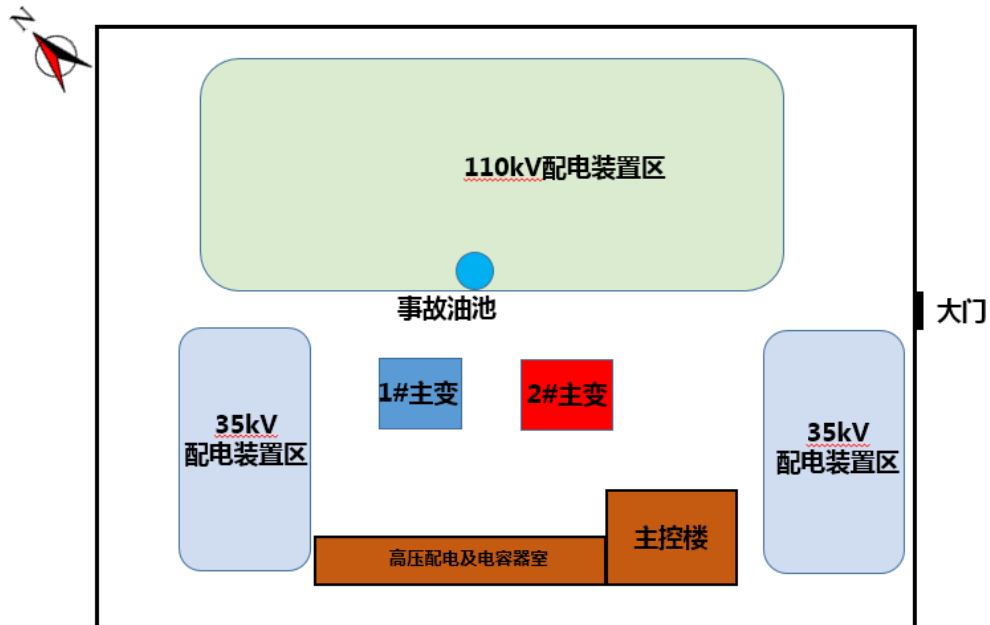 N
110kV配电装置区
事故油池
大门
1#主变
2#主变
35kV
配电装置区
35kV
配电装置区
主控楼
高压配电及电容器室